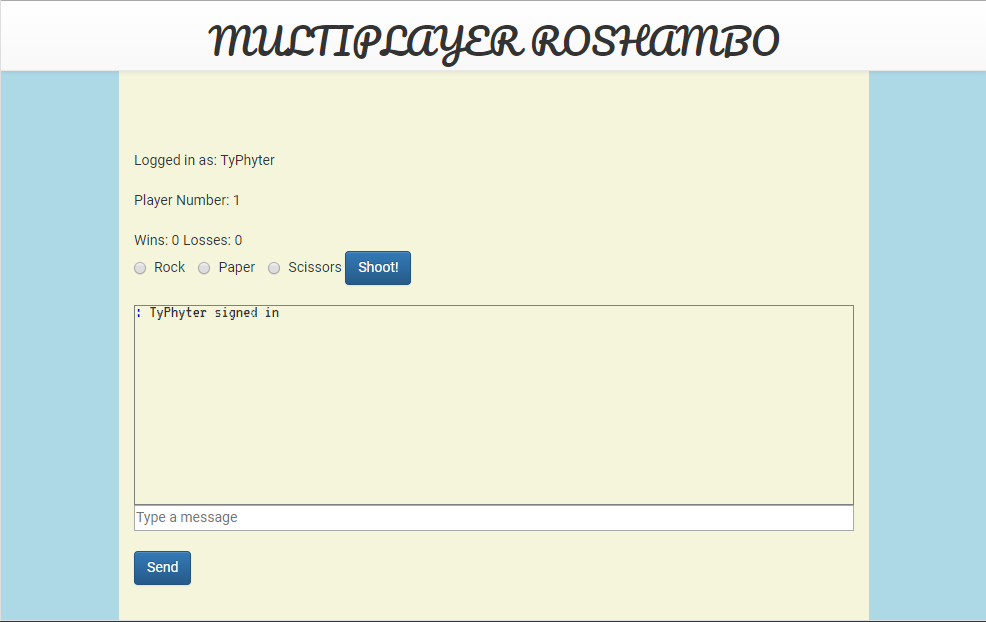 MULTIPLAYER ROSHAMBO
Logged in as: TyPhyter
Player Number: 1
Wins: 0 Losses: 0
Rock Paper Scissors Shoot!
: TyPhyter signed in
Type a message
Send